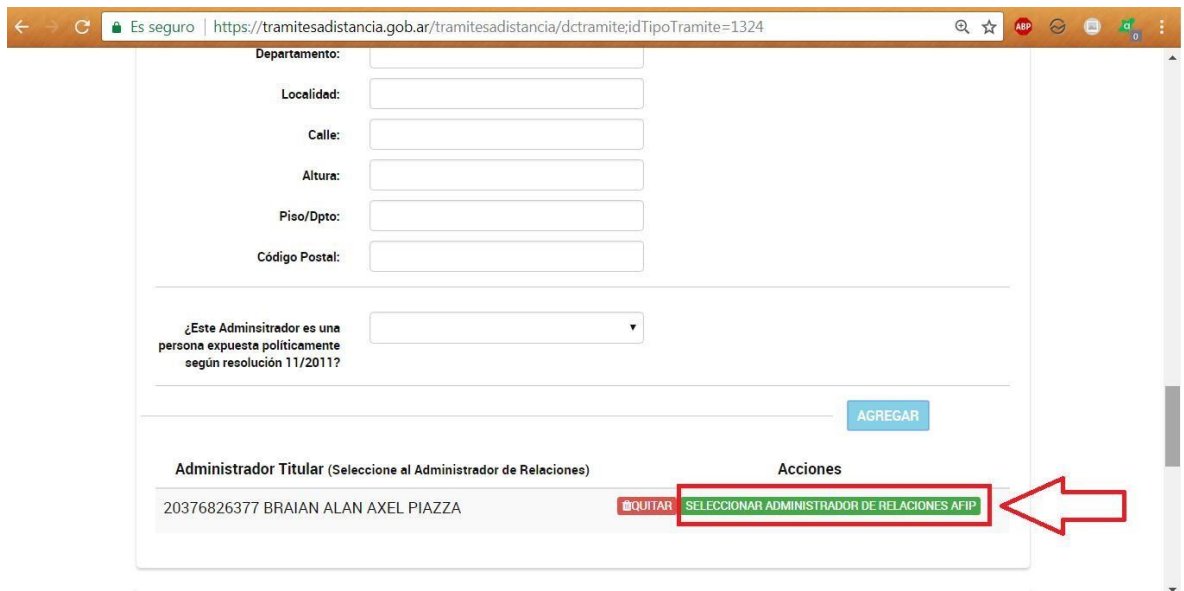 Es seguro | https://tramitesadistancia.gob.ar/tramitesadistancia/dctramite;idTipoTramite=1324
ABP
0
Departamento:
Localidad:
Calle:
Altura:
Piso/Dpto:
Código Postal:
¿Este Adminsitrador es una
persona expuesta políticamente
según resolución 11/2011?
AGREGAR
Administrador Titular (Seleccione al Administrador de Relaciones) Acciones
20376826377 BRAIAN ALAN AXEL PIAZZA QUITAR SELECCIONAR ADMINISTRADOR DE RELACIONES AFIP